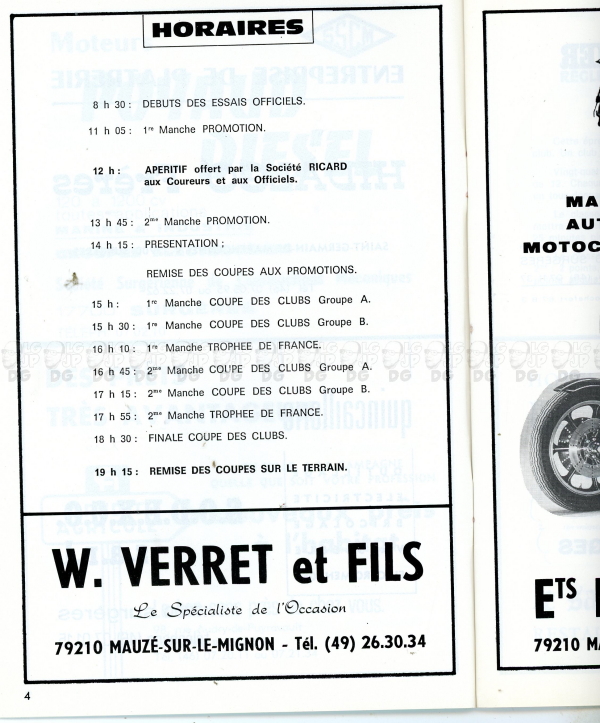 HORAIRES
8 h 30 : DEBUTS DES ESSAIS OFFICIELS.
11 h 05 : 1re Manche PROMOTION.
12 h : APERITIF offert par la Société RICARD
aux Coureurs et aux Officiels.
13 h 45 : 2me Manche PROMOTION.
14 h 15 : PRESENTATION ;
REMISE DES COUPES AUX PROMOTIONS.
15 h : 1re Manche COUPE DES CLUBS Groupe A.
15 h 30 : 1re Manche COUPE DES CLUBS Groupe B.
16 h 10 : 1re Manche TROPHEE DE FRANCE.
16 h 45 : 2me Manche COUPE DES CLUBS Groupe A.
17 h 15 : 2me Manche COUPE DES CLUBS Groupe B.
17 h 55 : 2me Manche TROPHEE DE FRANCE.
18 h 30 : FINALE COUPE DES CLUBS.
19 h 15 : REMISE DES COUPES SUR LE TERRAIN.
W. VERRET et FILS
Le Spécialiste de l'Occasion
79210 MAUZÉ-SUR-LE-MIGNON - Tél. (49) 26.30.34
4
MA
AUT
MOTOC
ETS
79210 MA